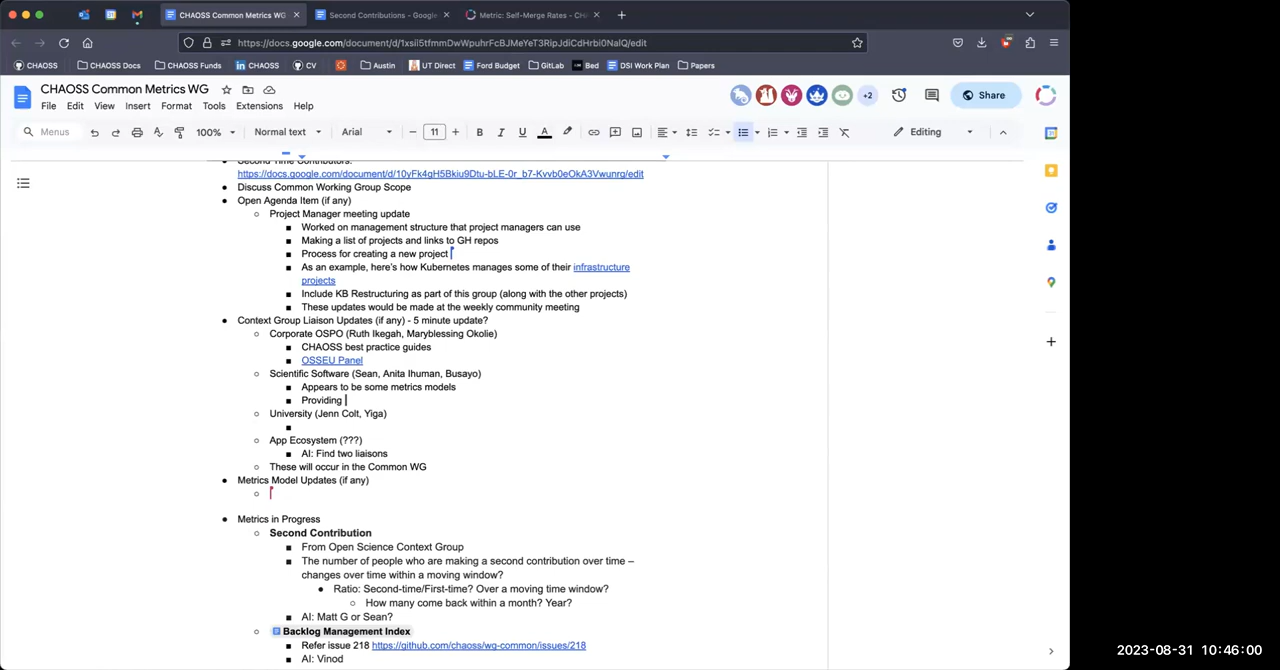 CHAOSS Common Metrics WG
Second Contributions - Google
Metric: Self-Merge Rates - CH
https://docs.google.com/document/d/1xsii5tfmmDwWpuhrFcBJMeYeT3RipJdiCdHrbi0NalQ/edit
CHAOSS
CHAOSS Docs
CHAOSS Funds
CHAOSS
CV
Austin
UT Direct
Ford Budget
GitLab
Bed
DSI Work Plan
Papers
CHAOSS Common Metrics WG
+2
Share
File Edit View Insert Format Tools Extensions Help
Menus
100%
Normal text
Arial
11
Editing
Second Time Contributors:
https://docs.google.com/document/d/10yFk4gH5Bkiu9Dtu-bLE-0r_b7-Kvvb0eOkA3Vwunrg/edit
Discuss Common Working Group Scope
Open Agenda Item (if any)
Project Manager meeting update
Worked on management structure that project managers can use
Making a list of projects and links to GH repos
Process for creating a new project
As an example, here's how Kubernetes manages some of their infrastructure
projects
Include KB Restructuring as part of this group (along with the other projects)
These updates would be made at the weekly community meeting
Context Group Liaison Updates (if any) - 5 minute update?
Corporate OSPO (Ruth Ikegah, Maryblessing Okolie)
CHAOSS best practice guides
OSSEU Panel
Scientific Software (Sean, Anita Ihuman, Busayo)
Appears to be some metrics models
Providing
University (Jenn Colt, Yiga)
App Ecosystem (???)
AI: Find two liaisons
These will occur in the Common WG
Metrics Model Updates (if any)
Metrics in Progress
Second Contribution
From Open Science Context Group
The number of people who are making a second contribution over time –
changes over time within a moving window?
Ratio: Second-time/First-time? Over a moving time window?
How many come back within a month? Year?
AI: Matt G or Sean?
Backlog Management Index
Refer issue 218 https://github.com/chaoss/wg-common/issues/218
AI: Vinod
2023-08-31 10:46:00